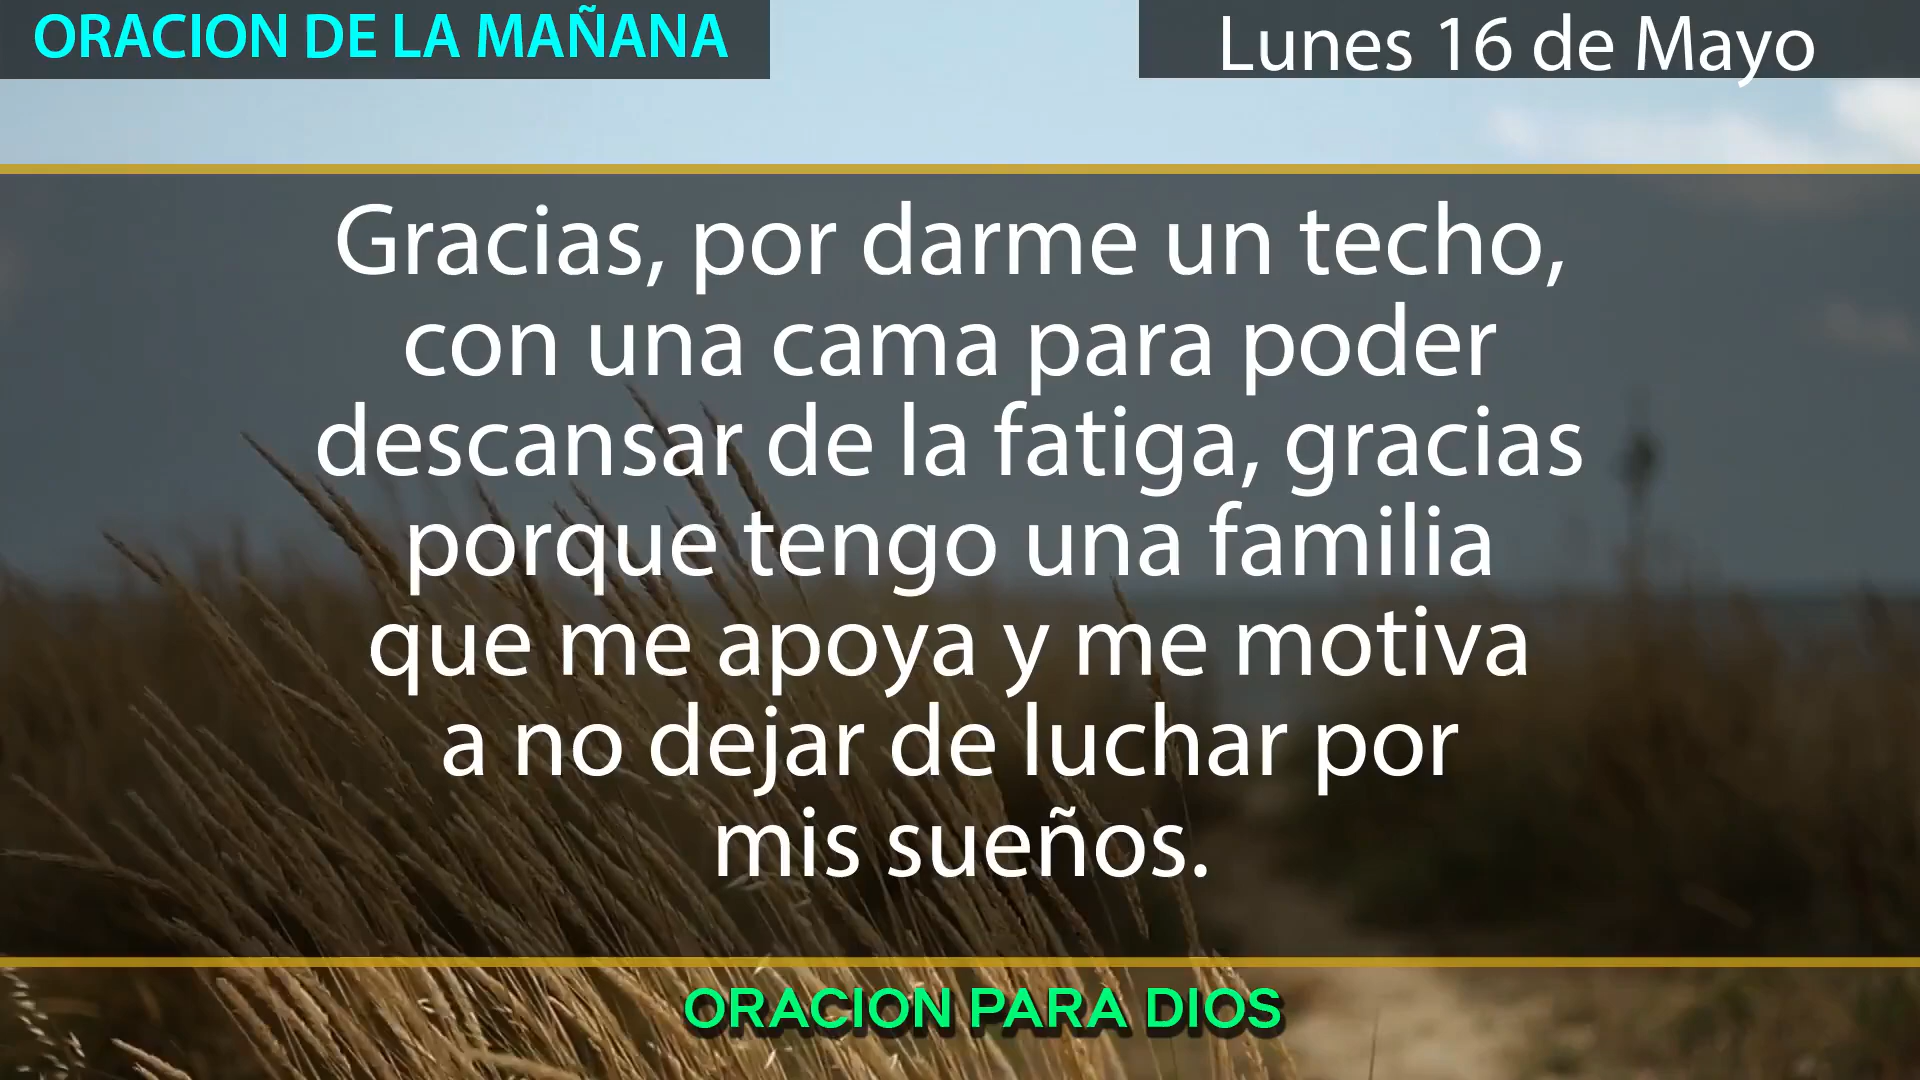 ORACION DE LA MAÑANA
Lunes 16 de Mayo
Gracias, por darme un techo,
con una cama para poder
descansar de la fatiga, gracias
porque tengo una familia
que me apoya y me motiva
a no dejar de luchar por
mis sueños.
ORACION PARA DIOS